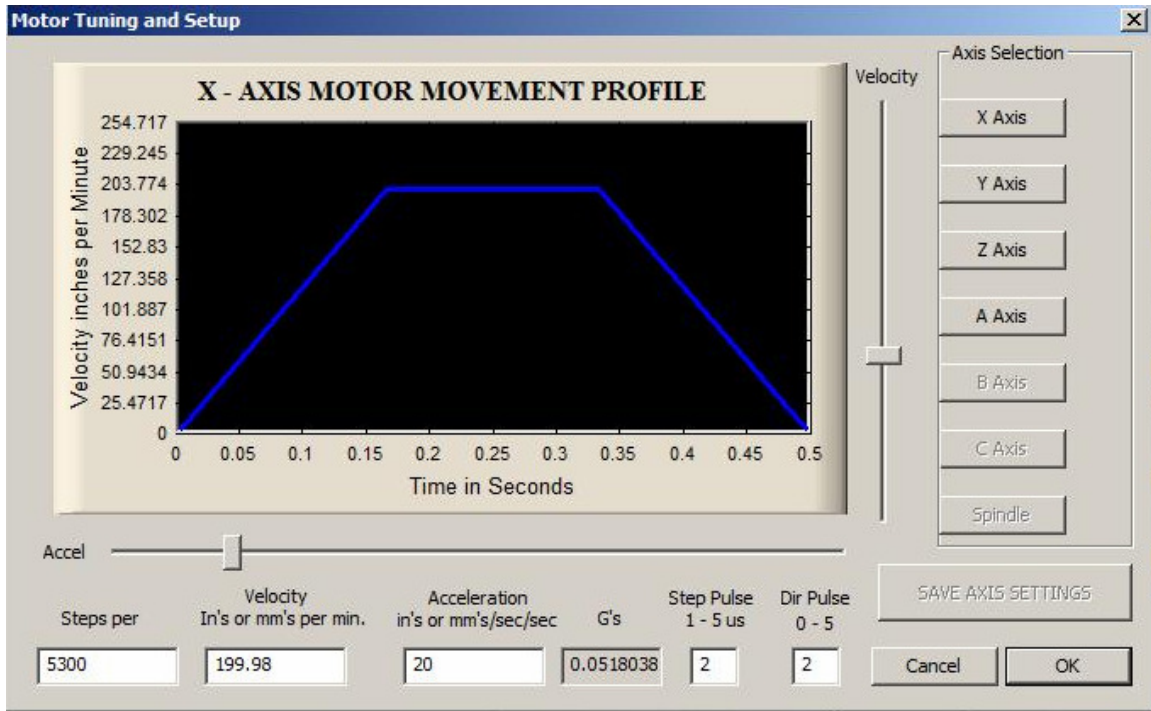 Motor Tuning and Setup
X - AXIS MOTOR MOVEMENT PROFILE
Velocity inches per Minute
254.717
229.245
203.774
178.302
152.83
127.358
101.887
76.4151
50.9434
25.4717
0
0 0.05 0.1 0.15 0.2 0.25 0.3 0.35 0.4 0.45 0.5
Time in Seconds
Velocity
Axis Selection
X Axis
Y Axis
Z Axis
A Axis
B Axis
C Axis
Spindle
Accel
Steps per
5300
Velocity
In's or mm's per min.
199.98
Acceleration
in's or mm's/sec/sec
20
G's
0.0518038
Step Pulse
1 - 5 us
2
Dir Pulse
0 - 5
2
SAVE AXIS SETTINGS
Cancel
OK